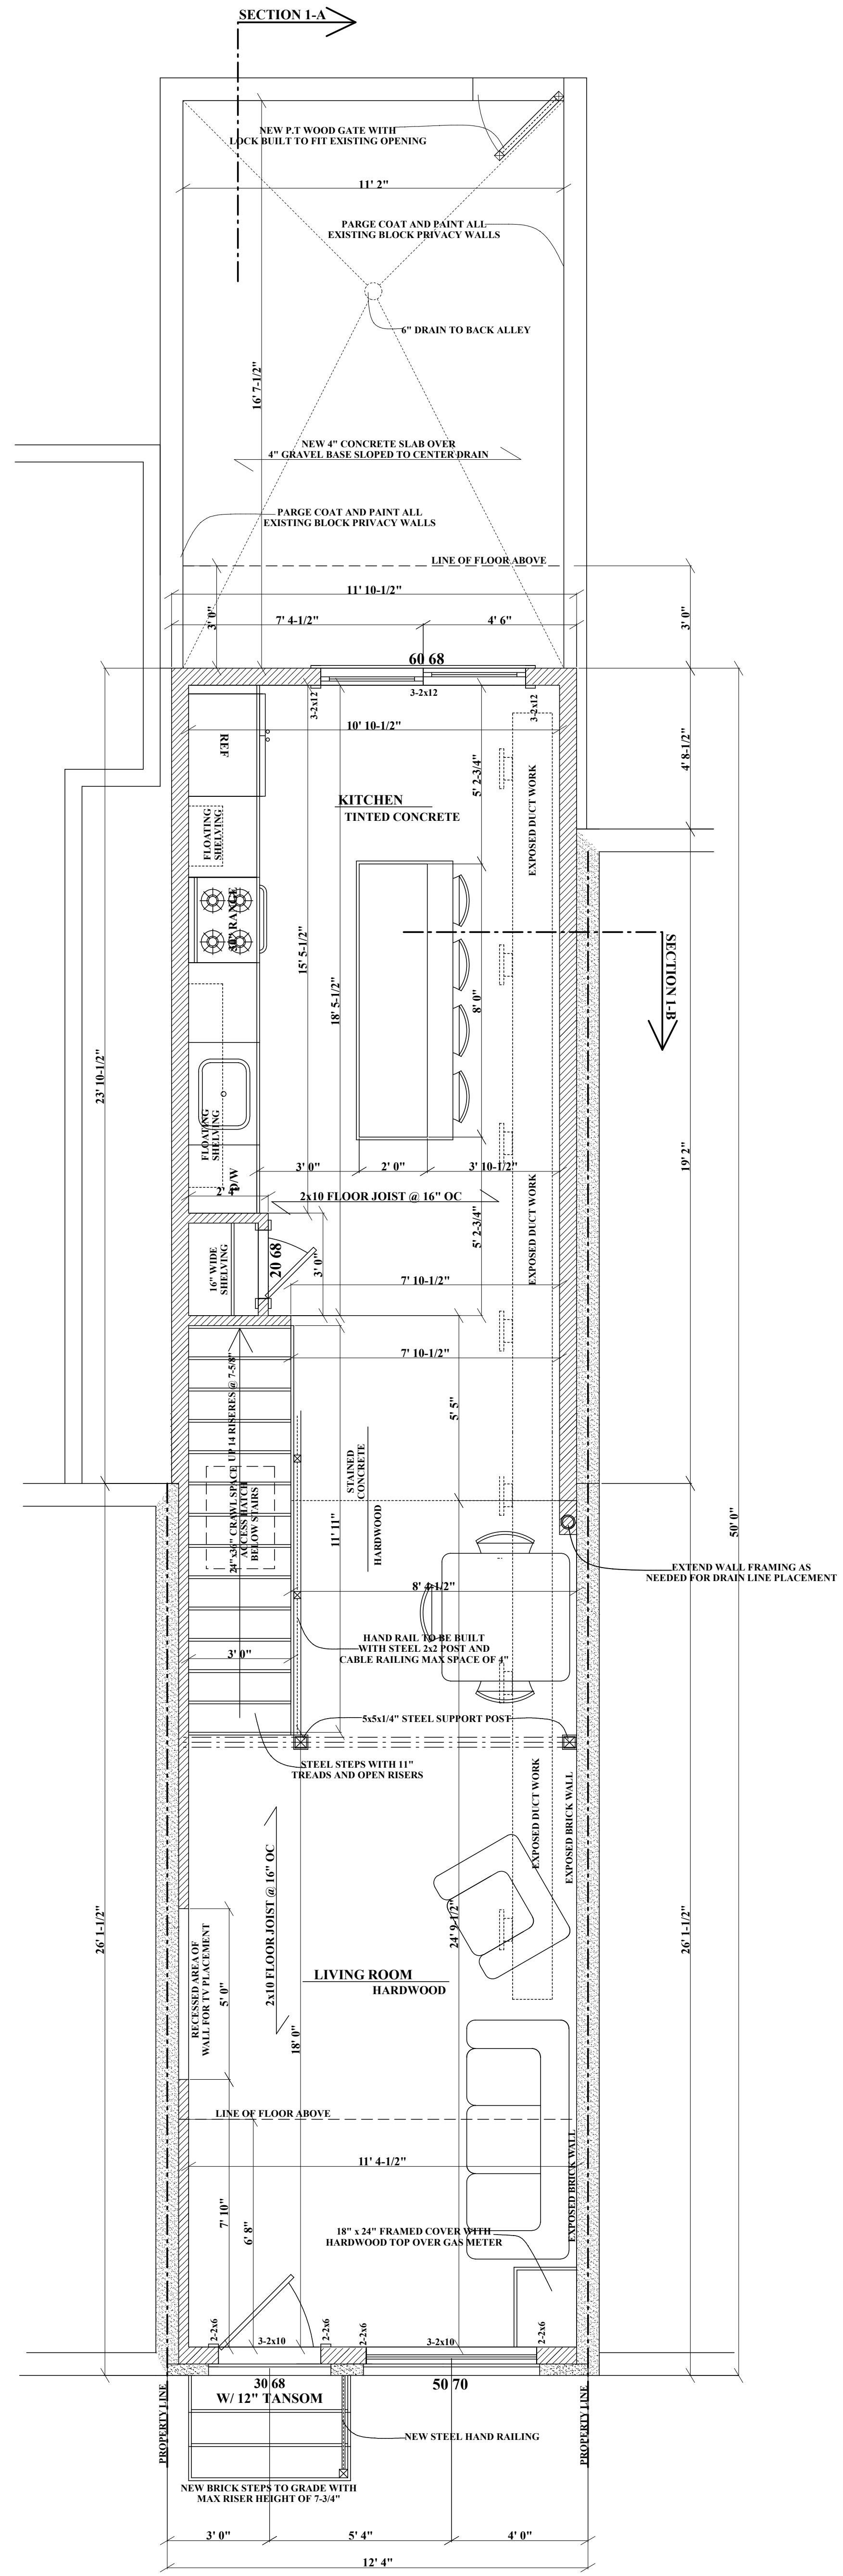 SECTION 1-A
NEW P.T WOOD GATE WITH
LOCK BUILT TO FIT EXISTING OPENING
11' 2"
PARGE COAT AND PAINT ALL
EXISTING BLOCK PRIVACY WALLS
6" DRAIN TO BACK ALLEY
16' 7-1/2"
NEW 4" CONCRETE SLAB OVER
4" GRAVEL BASE SLOPED TO CENTER DRAIN
PARGE COAT AND PAINT ALL
EXISTING BLOCK PRIVACY WALLS
LINE OF FLOOR ABOVE
11' 10-1/2"
3' 0"
7' 4-1/2"
4' 6"
3' 0"
60 68
3-2x12
3-2x12
3-2x12
10' 10-1/2"
REF
5' 2-3/4"
4' 8-1/2"
KITCHEN
TINTED CONCRETE
EXPOSED DUCT WORK
FLOATING
SHELVING
30" RANGE
15' 5-1/2"
18' 5-1/2"
8' 0"
SECTION 1-B
23' 10-1/2"
FLOATING
SHELVING
D/W
19' 2"
3' 0"
2' 0"
3' 10-1/2"
2' 4"
2x10 FLOOR JOIST @ 16" OC
EXPOSED DUCT WORK
5' 2-3/4"
16" WIDE
SHELVING
20 68
3' 0"
7' 10-1/2"
7' 10-1/2"
UP 14 RISERES @ 7-5/8"
5' 5"
STAINED
CONCRETE
HARDWOOD
24"x36" CRAWL SPACE
ACCESS HATCH
BELOW STAIRS
11' 11"
50' 0"
EXTEND WALL FRAMING AS
NEEDED FOR DRAIN LINE PLACEMENT
8' 4-1/2"
HAND RAIL TO BE BUILT
WITH STEEL 2x2 POST AND
CABLE RAILING MAX SPACE OF 4"
3' 0"
5x5x1/4" STEEL SUPPORT POST
STEEL STEPS WITH 11"
TREADS AND OPEN RISERS
EXPOSED DUCT WORK
EXPOSED BRICK WALL
2x10 FLOOR JOIST @ 16" OC
24' 9-1/2"
26' 1-1/2"
26' 1-1/2"
RECESSED AREA OF
WALL FOR TV PLACEMENT
5' 0"
LIVING ROOM
HARDWOOD
18' 0"
LINE OF FLOOR ABOVE
11' 4-1/2"
EXPOSED BRICK WALL
7' 10"
6' 8"
18" x 24" FRAMED COVER WITH
HARDWOOD TOP OVER GAS METER
2-2x6
3-2x10
2-2x6
2-2x6
3-2x10
2-2x6
30 68
W/ 12" TANSOM
50 70
PROPERTY LINE
PROPERTY LINE
NEW STEEL HAND RAILING
NEW BRICK STEPS TO GRADE WITH
MAX RISER HEIGHT OF 7-3/4"
3' 0"
5' 4"
4' 0"
12' 4"